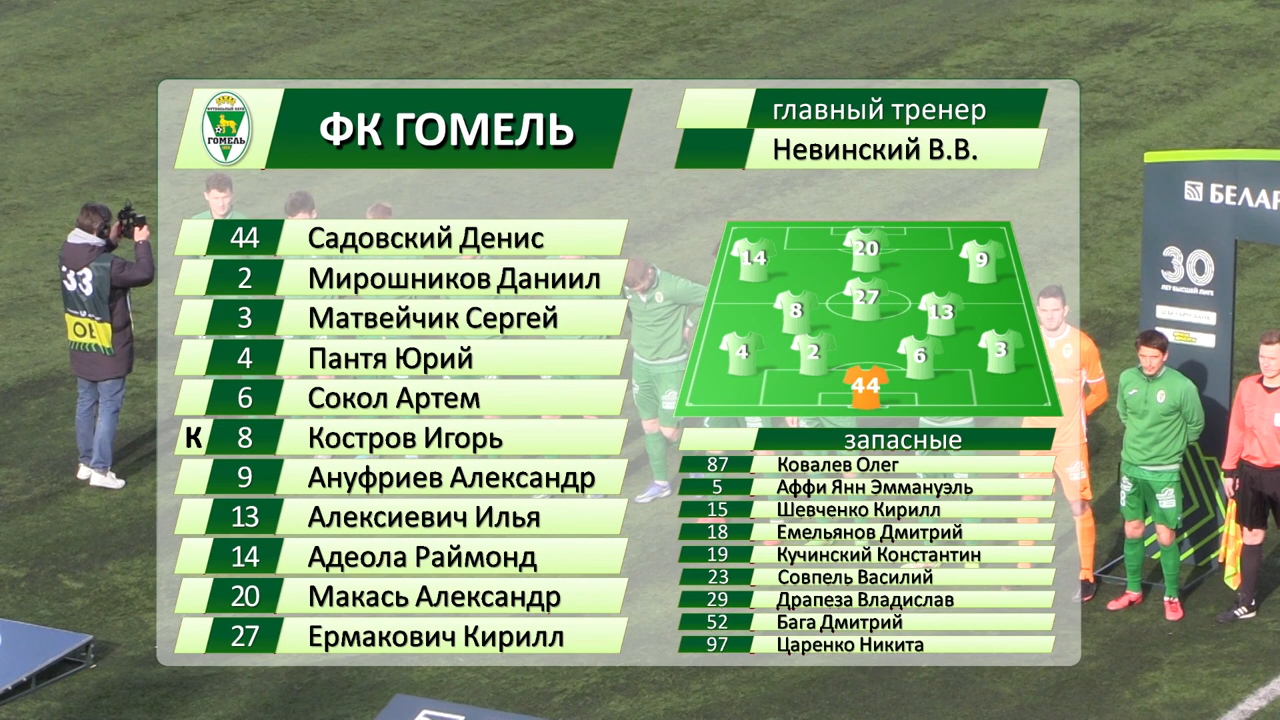 ФК ГОМЕЛЬ
ГОМЕЛЬ
44 Садовский Денис
2 Мирошников Даниил
3 Матвейчик Сергей
4 Пантя Юрий
6 Сокол Артем
К 8 Костров Игорь
9 Ануфриев Александр
13 Алексиевич Илья
14 Адеола Раймонд
20 Макась Александр
27 Ермакович Кирилл
главный тренер
Невинский В.В.
14 20 9
8 27 13
4 2 6 3
44
запасные
87 Ковалев Олег
5 Аффи Янн Эммануэль
15 Шевченко Кирилл
18 Емельянов Дмитрий
19 Кучинский Константин
23 Совпель Василий
29 Драпеза Владислав
52 Бага Дмитрий
97 Царенко Никита
33
БЕЛАР
30
ЛЕТ ВЫСШЕЙ ЛИГЕ
8